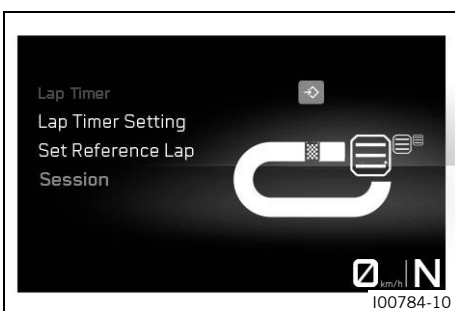 Lap Timer
Lap Timer Setting
Set Reference Lap
Session
0 km/h N
I00784-10